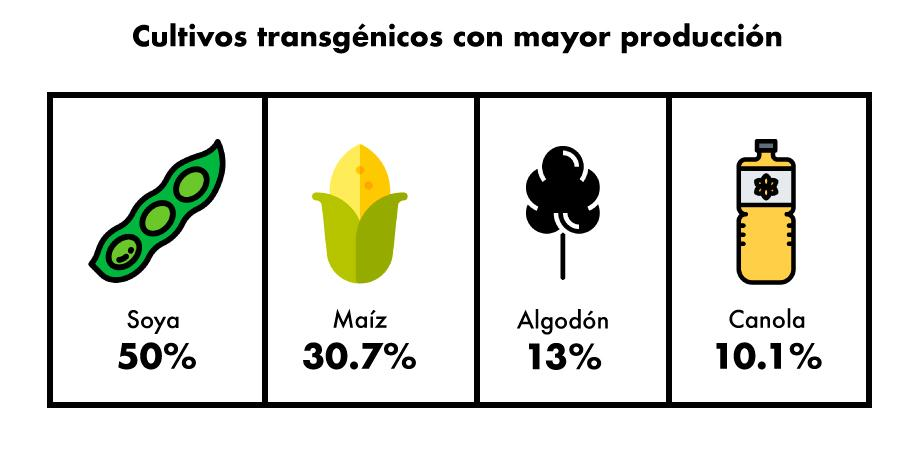 Cultivos transgénicos con mayor producción
Soya
50%
Maíz
30.7%
Algodón
13%
Canola
10.1%